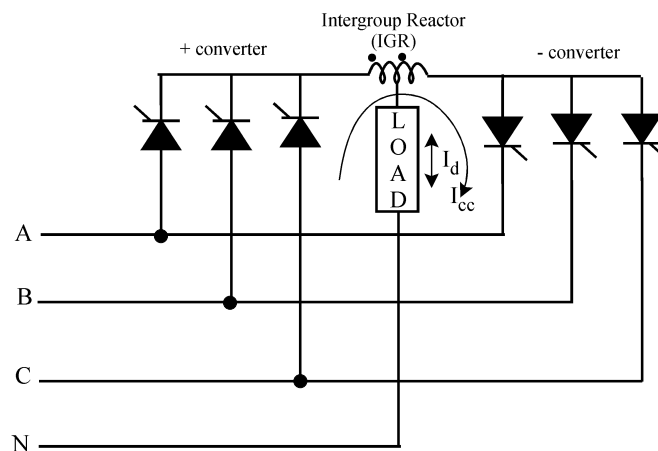 Intergroup Reactor
(IGR)
+ converter
- converter
L
O
A
D
I_d
I_cc
A
B
C
N